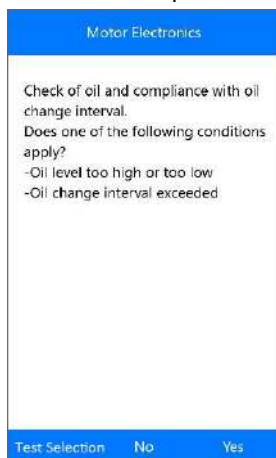 Motor Electronics
Check of oil and compliance with oil
change interval.
Does one of the following conditions
apply?
-Oil level too high or too low
-Oil change interval exceeded
Test Selection No Yes